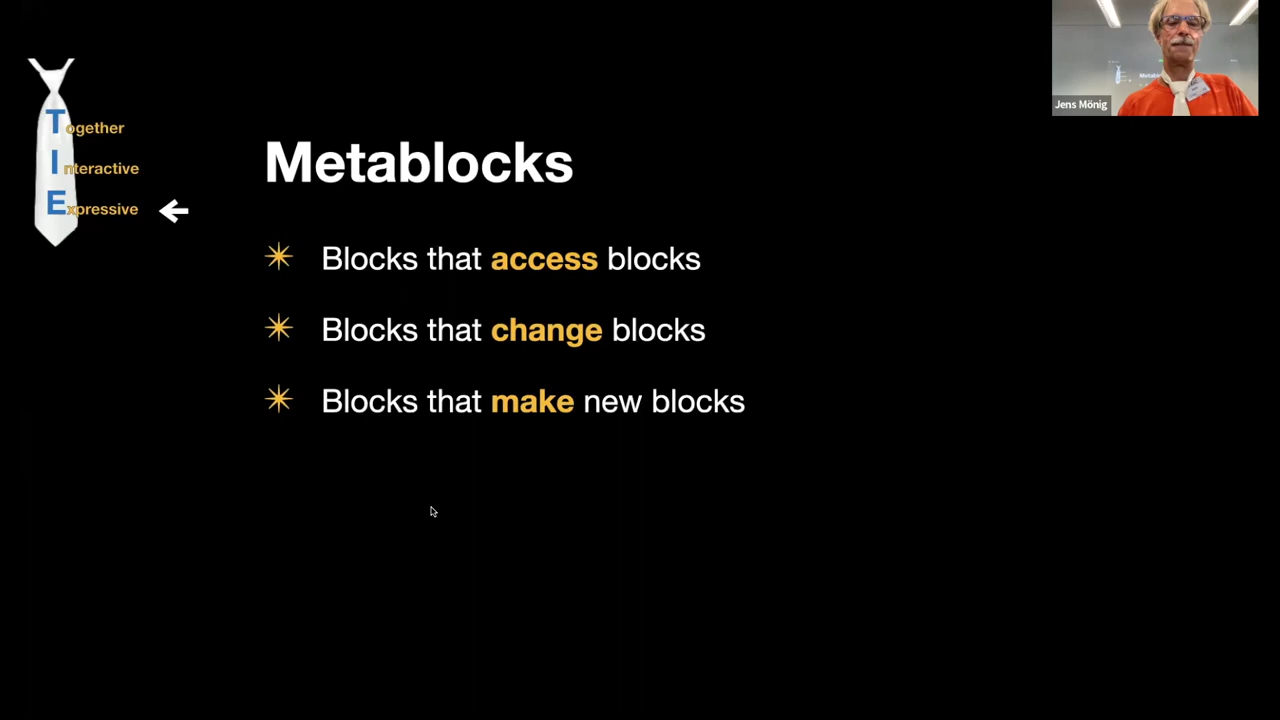 Together
Interactive
Expressive
Metablocks
Blocks that access blocks
Blocks that change blocks
Blocks that make new blocks
Jens Mönig